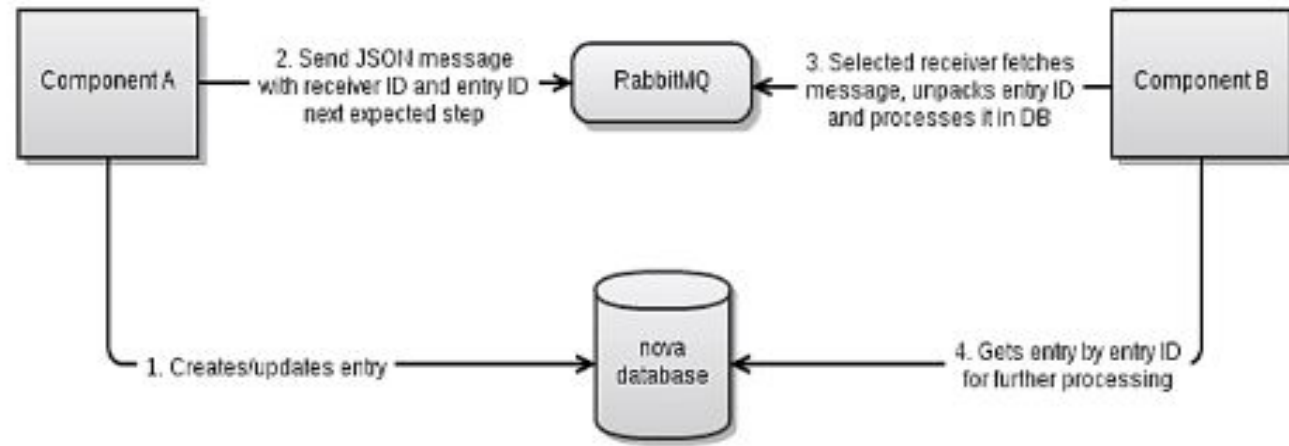 Component A
2. Send JSON message
with receiver ID and entry ID
next expected step
RabbitMQ
3. Selected receiver fetches
message, unpacks entry ID
and processes it in DB
Component B
1. Creates/updates entry
nova
database
4. Gets entry by entry ID
for further processing